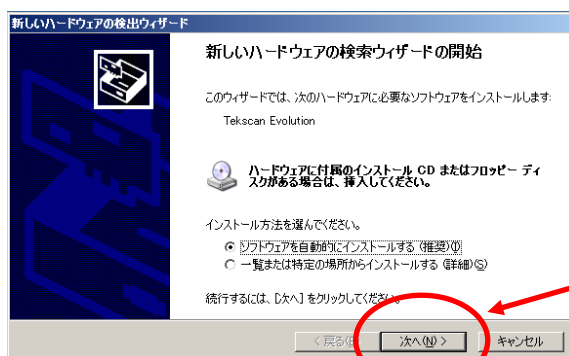 新しいハードウェアの検出ウィザード
新しいハードウェアの検索ウィザードの開始
このウィザードでは、次のハードウェアに必要なソフトウェアをインストールします:
Tekscan Evolution
ハードウェアに付属のインストール CD またはフロッピー ディ
スクがある場合は、挿入してください。
インストール方法を選んでください。
ソフトウェアを自動的にインストールする (推奨)(I)
一覧または特定の場所からインストールする (詳細)(S)
続行するには、[次へ] をクリックしてください。
< 戻る(B) 次へ(N) > キャンセル